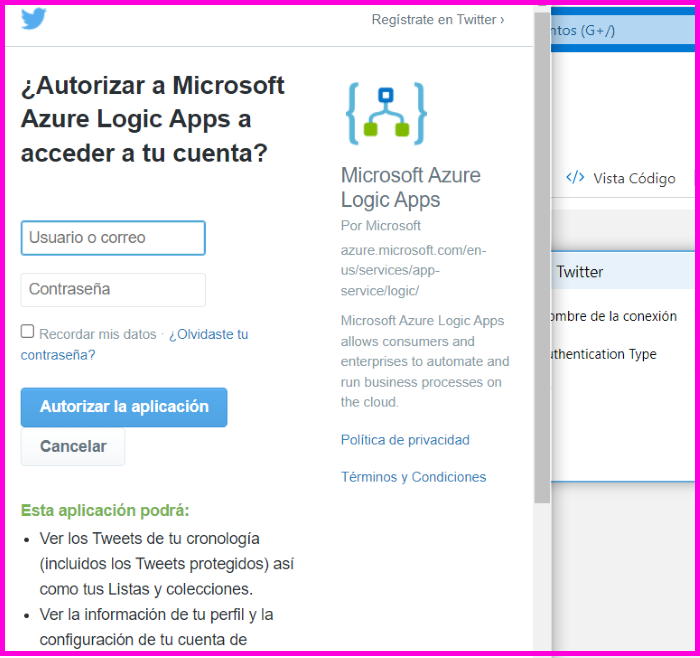 Regístrate en Twitter ›
¿Autorizar a Microsoft
Azure Logic Apps a
acceder a tu cuenta?
Usuario o correo
Contraseña
Recordar mis datos · ¿Olvidaste tu
contraseña?
Autorizar la aplicación
Cancelar
Esta aplicación podrá:
• Ver los Tweets de tu cronología
(incluidos los Tweets protegidos) así
como tus Listas y colecciones.
• Ver la información de tu perfil y la
configuración de tu cuenta de
Microsoft Azure
Logic Apps
Por Microsoft
azure.microsoft.com/en-
us/services/app-
service/logic/
Microsoft Azure Logic Apps
allows consumers and
enterprises to automate and
run business processes on
the cloud.
Política de privacidad
Términos y Condiciones
ntos (G+/)
</> Vista Código
Twitter
ombre de la conexión
uthentication Type